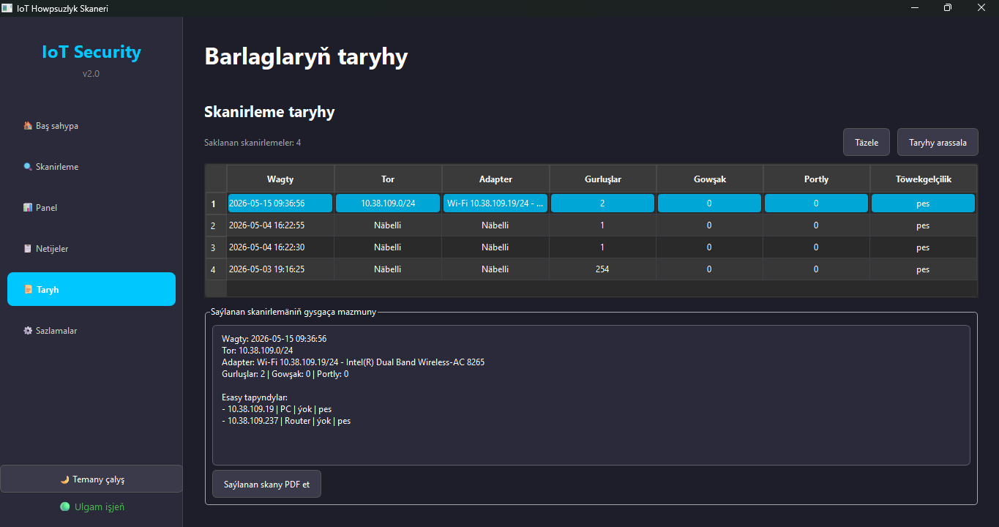 IoT Howpsuzlyk Skaneri
IoT Security
v2.0
Baş sahypa
Skanirleme
Panel
Netijeler
Taryh
Sazlamalar
Temany çalyş
Ulgam işjeň
Barlaglaryň taryhy
Skanirleme taryhy
Saklanan skanirlemeler: 4
Täzele
Taryhy arassala
Wagty Tor Adapter Gurluşlar Gowşak Portly Töwekgelçilik
1 2026-05-15 09:36:56 10.38.109.0/24 Wi-Fi 10.38.109.19/24 - ... 2 0 0 pes
2 2026-05-04 16:22:55 Näbelli Näbelli 1 0 0 pes
3 2026-05-04 16:22:30 Näbelli Näbelli 1 0 0 pes
4 2026-05-03 19:16:25 Näbelli Näbelli 254 0 0 pes
Saýlanan skanirlemäniň gysgaça mazmuny
Wagty: 2026-05-15 09:36:56
Tor: 10.38.109.0/24
Adapter: Wi-Fi 10.38.109.19/24 - Intel(R) Dual Band Wireless-AC 8265
Gurluşlar: 2 | Gowşak: 0 | Portly: 0
Esasy tapyndylar:
- 10.38.109.19 | PC | ýok | pes
- 10.38.109.237 | Router | ýok | pes
Saýlanan skany PDF et